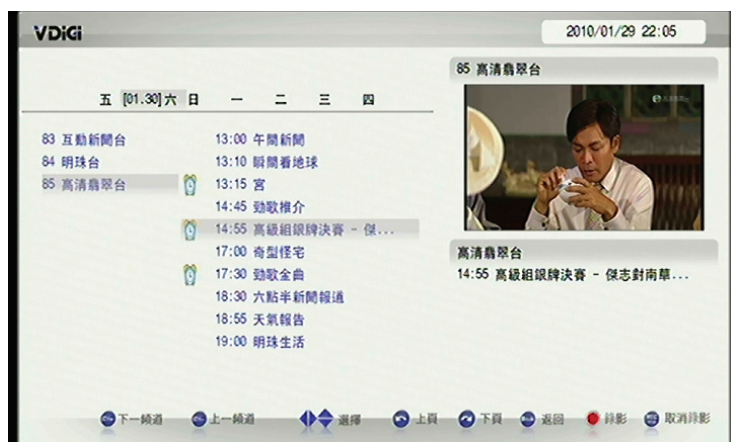 VDiGi
2010/01/29 22:05
85 高清翡翠台
五 [01.30]六 日 一 二 三 四
83 互動新聞台
84 明珠台
85 高清翡翠台
13:00 午間新聞
13:10 瞬間看地球
13:15 宮
14:45 勁歌推介
14:55 高級組銀牌決賽 - 傑...
17:00 奇型怪宅
17:30 勁歌金曲
18:30 六點半新聞報道
18:55 天氣報告
19:00 明珠生活
高清翡翠台
14:55 高級組銀牌決賽 - 傑志對南華...
下一頻道 上一頻道 選擇 上頁 下頁 返回 錄影 取消錄影